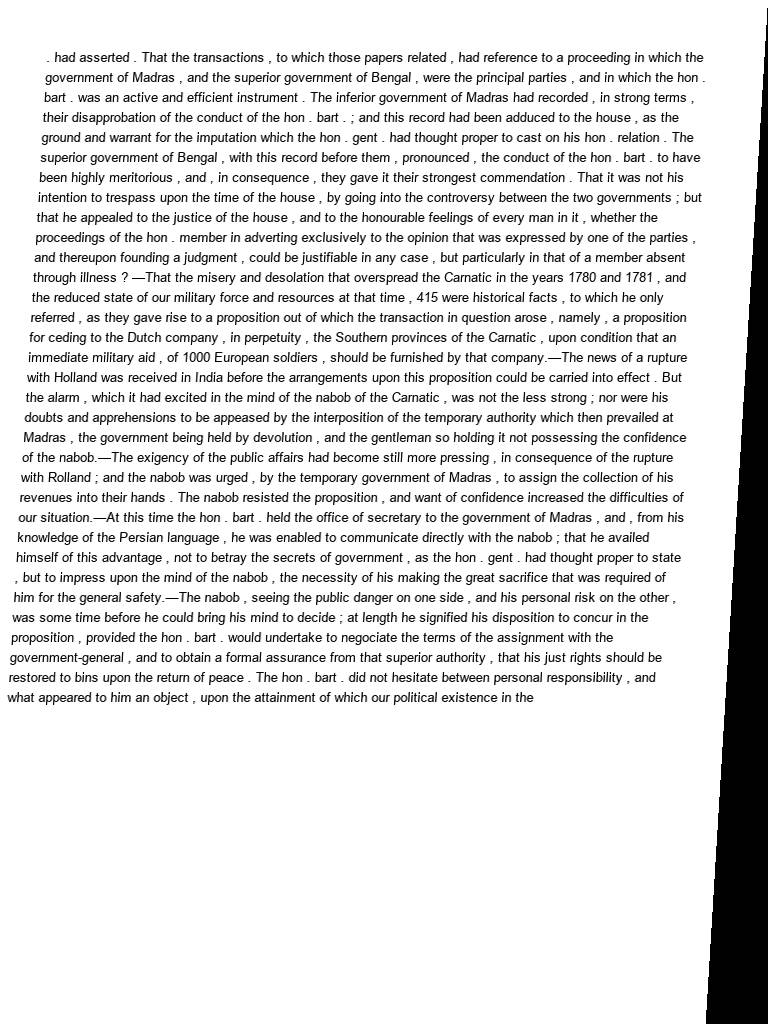 . had asserted . That the transactions , to which those papers related , had reference to a proceeding in which the
government of Madras , and the superior government of Bengal , were the principal parties , and in which the hon .
bart . was an active and efficient instrument . The inferior government of Madras had recorded , in strong terms ,
their disapprobation of the conduct of the hon . bart . ; and this record had been adduced to the house , as the
ground and warrant for the imputation which the hon . gent . had thought proper to cast on his hon . relation . The
superior government of Bengal , with this record before them , pronounced , the conduct of the hon . bart . to have
been highly meritorious , and , in consequence , they gave it their strongest commendation . That it was not his
intention to trespass upon the time of the house , by going into the controversy between the two governments ; but
that he appealed to the justice of the house , and to the honourable feelings of every man in it , whether the
proceedings of the hon . member in adverting exclusively to the opinion that was expressed by one of the parties ,
and thereupon founding a judgment , could be justifiable in any case , but particularly in that of a member absent
through illness ? —That the misery and desolation that overspread the Carnatic in the years 1780 and 1781 , and
the reduced state of our military force and resources at that time , 415 were historical facts , to which he only
referred , as they gave rise to a proposition out of which the transaction in question arose , namely , a proposition
for ceding to the Dutch company , in perpetuity , the Southern provinces of the Carnatic , upon condition that an
immediate military aid , of 1000 European soldiers , should be furnished by that company.—The news of a rupture
with Holland was received in India before the arrangements upon this proposition could be carried into effect . But
the alarm , which it had excited in the mind of the nabob of the Carnatic , was not the less strong ; nor were his
doubts and apprehensions to be appeased by the interposition of the temporary authority which then prevailed at
Madras , the government being held by devolution , and the gentleman so holding it not possessing the confidence
of the nabob.—The exigency of the public affairs had become still more pressing , in consequence of the rupture
with Rolland ; and the nabob was urged , by the temporary government of Madras , to assign the collection of his
revenues into their hands . The nabob resisted the proposition , and want of confidence increased the difficulties of
our situation.—At this time the hon . bart . held the office of secretary to the government of Madras , and , from his
knowledge of the Persian language , he was enabled to communicate directly with the nabob ; that he availed
himself of this advantage , not to betray the secrets of government , as the hon . gent . had thought proper to state
, but to impress upon the mind of the nabob , the necessity of his making the great sacrifice that was required of
him for the general safety.—The nabob , seeing the public danger on one side , and his personal risk on the other ,
was some time before he could bring his mind to decide ; at length he signified his disposition to concur in the
proposition , provided the hon . bart . would undertake to negociate the terms of the assignment with the
government-general , and to obtain a formal assurance from that superior authority , that his just rights should be
restored to bins upon the return of peace . The hon . bart . did not hesitate between personal responsibility , and
what appeared to him an object , upon the attainment of which our political existence in the